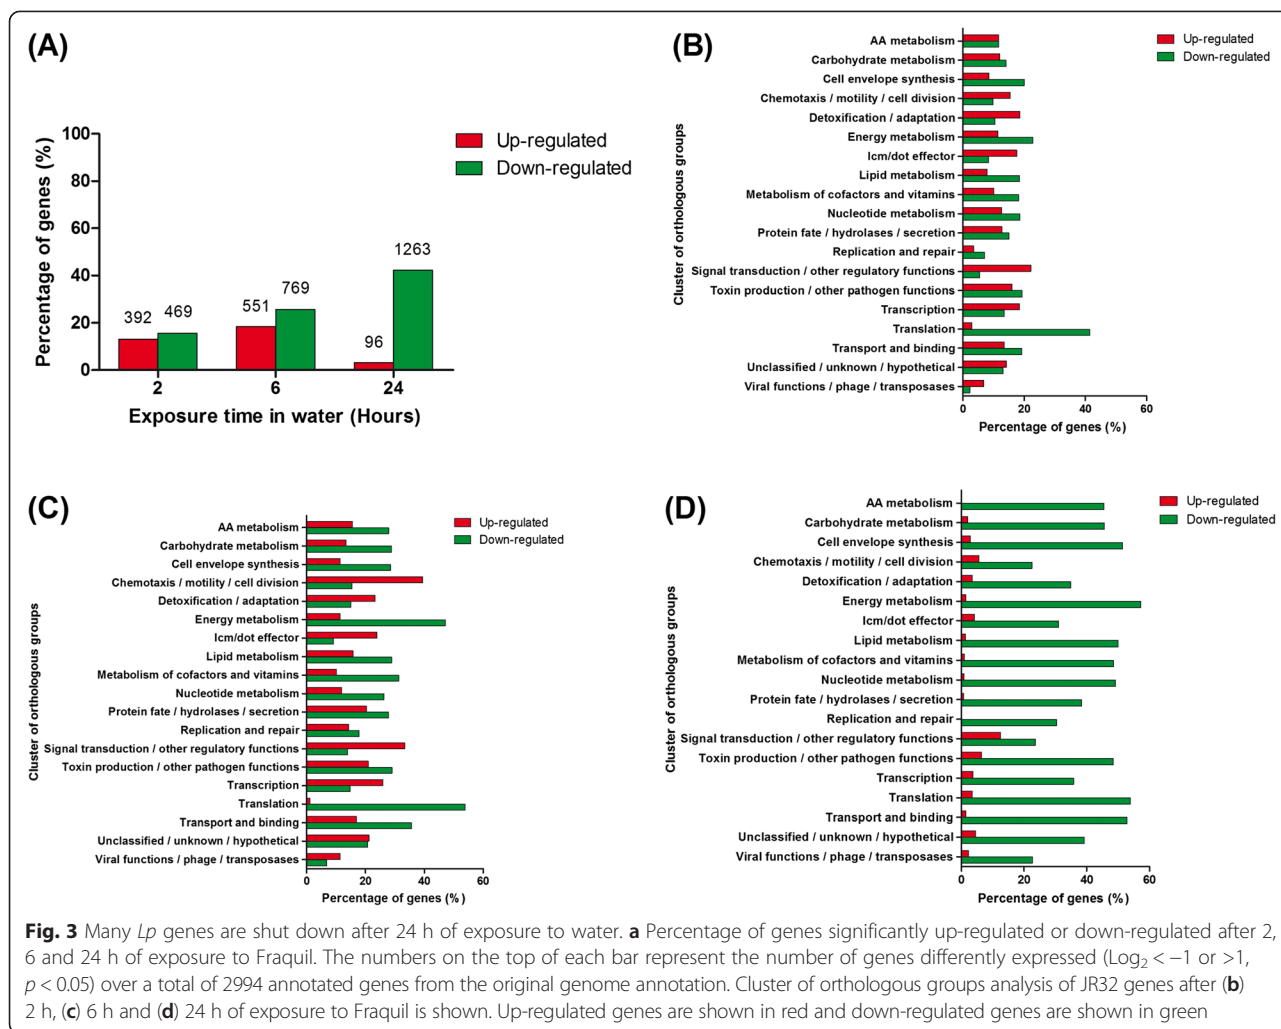 (A)
Percentage of genes (%)
100
80
60
40
20
0
392
469
551
769
96
1263
2
6
24
Exposure time in water (Hours)
Up-regulated
Down-regulated
(B)
Cluster of orthologous groups
AA metabolism
Carbohydrate metabolism
Cell envelope synthesis
Chemotaxis / motility / cell division
Detoxification / adaptation
Energy metabolism
Icm/dot effector
Lipid metabolism
Metabolism of cofactors and vitamins
Nucleotide metabolism
Protein fate / hydrolases / secretion
Replication and repair
Signal transduction / other regulatory functions
Toxin production / other pathogen functions
Transcription
Translation
Transport and binding
Unclassified / unknown / hypothetical
Viral functions / phage / transposases
0
20
40
60
Percentage of genes (%)
Up-regulated
Down-regulated
(C)
Cluster of orthologous groups
AA metabolism
Carbohydrate metabolism
Cell envelope synthesis
Chemotaxis / motility / cell division
Detoxification / adaptation
Energy metabolism
Icm/dot effector
Lipid metabolism
Metabolism of cofactors and vitamins
Nucleotide metabolism
Protein fate / hydrolases / secretion
Replication and repair
Signal transduction / other regulatory functions
Toxin production / other pathogen functions
Transcription
Translation
Transport and binding
Unclassified / unknown / hypothetical
Viral functions / phage / transposases
0
20
40
60
Percentage of genes (%)
Up-regulated
Down-regulated
(D)
Cluster of orthologous groups
AA metabolism
Carbohydrate metabolism
Cell envelope synthesis
Chemotaxis / motility / cell division
Detoxification / adaptation
Energy metabolism
Icm/dot effector
Lipid metabolism
Metabolism of cofactors and vitamins
Nucleotide metabolism
Protein fate / hydrolases / secretion
Replication and repair
Signal transduction / other regulatory functions
Toxin production / other pathogen functions
Transcription
Translation
Transport and binding
Unclassified / unknown / hypothetical
Viral functions / phage / transposases
0
20
40
60
Percentage of genes (%)
Up-regulated
Down-regulated
Fig. 3 Many Lp genes are shut down after 24 h of exposure to water. a Percentage of genes significantly up-regulated or down-regulated after 2,
6 and 24 h of exposure to Fraquil. The numbers on the top of each bar represent the number of genes differently expressed (Log₂ < −1 or >1,
p < 0.05) over a total of 2994 annotated genes from the original genome annotation. Cluster of orthologous groups analysis of JR32 genes after (b)
2 h, (c) 6 h and (d) 24 h of exposure to Fraquil is shown. Up-regulated genes are shown in red and down-regulated genes are shown in green